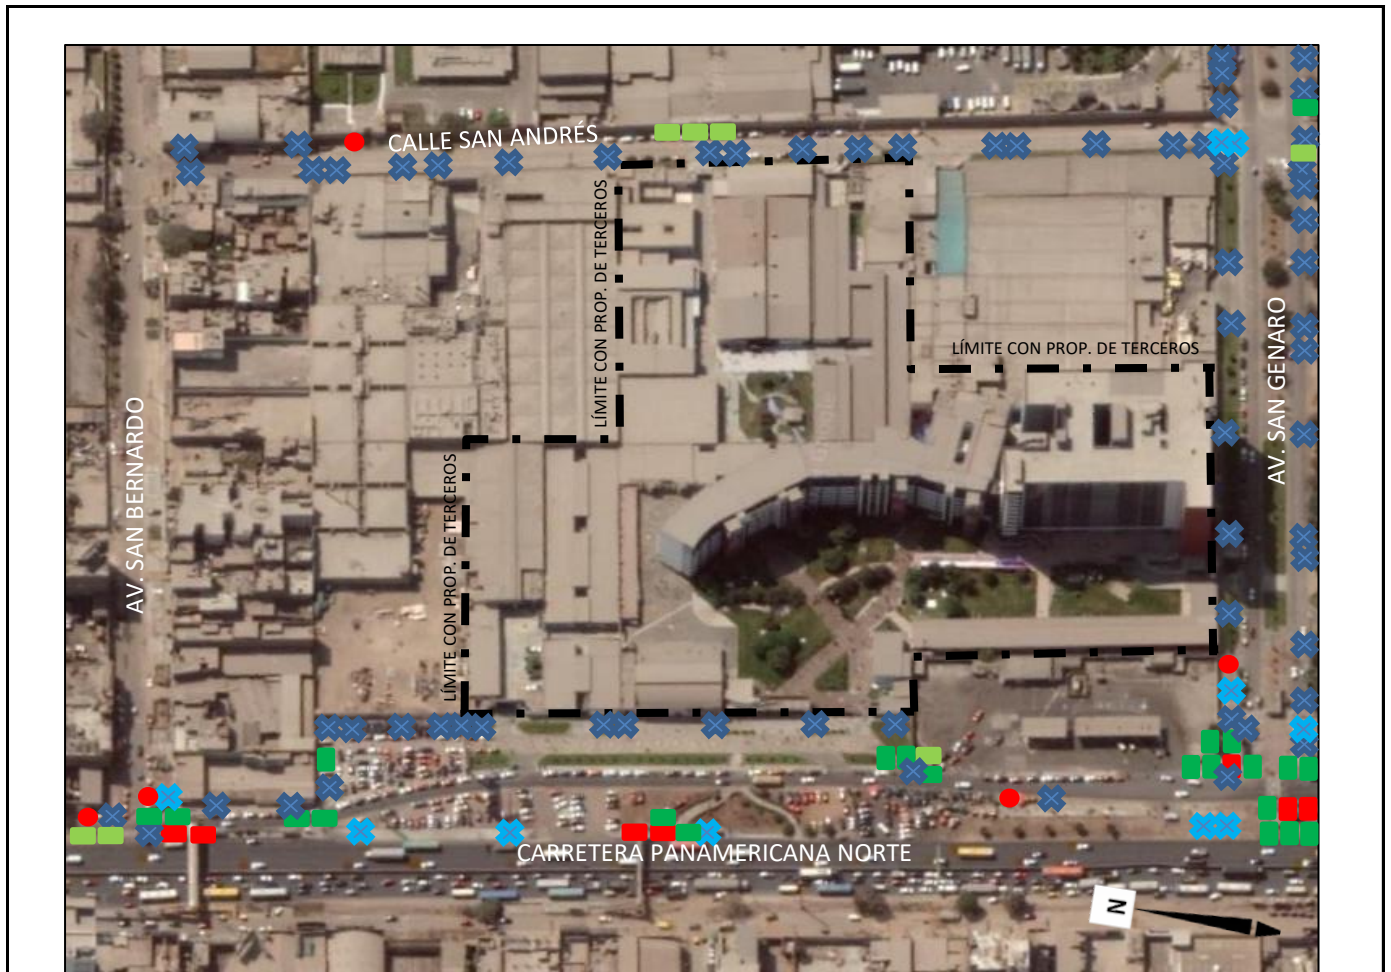 CALLE SAN ANDRÉS
LÍMITE CON PROP. DE TERCEROS
LÍMITE CON PROP. DE TERCEROS
AV. SAN GENARO
AV. SAN BERNARDO
LÍMITE CON PROP. DE TERCEROS
CARRETERA PANAMERICANA NORTE
N